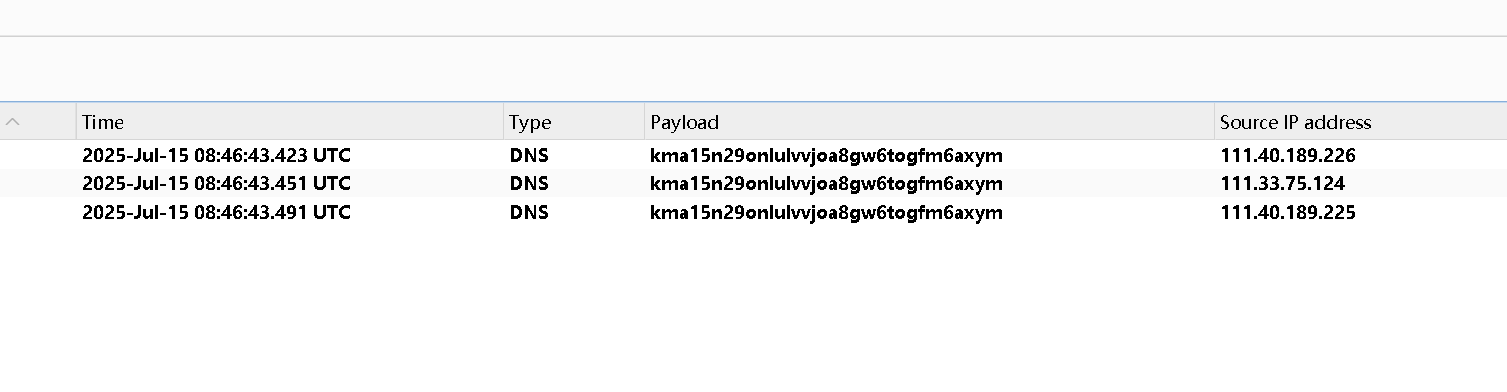 Time Type Payload Source IP address
2025-Jul-15 08:46:43.423 UTC DNS kma15n29onlulvvjoa8gw6togfm6axym 111.40.189.226
2025-Jul-15 08:46:43.451 UTC DNS kma15n29onlulvvjoa8gw6togfm6axym 111.33.75.124
2025-Jul-15 08:46:43.491 UTC DNS kma15n29onlulvvjoa8gw6togfm6axym 111.40.189.225